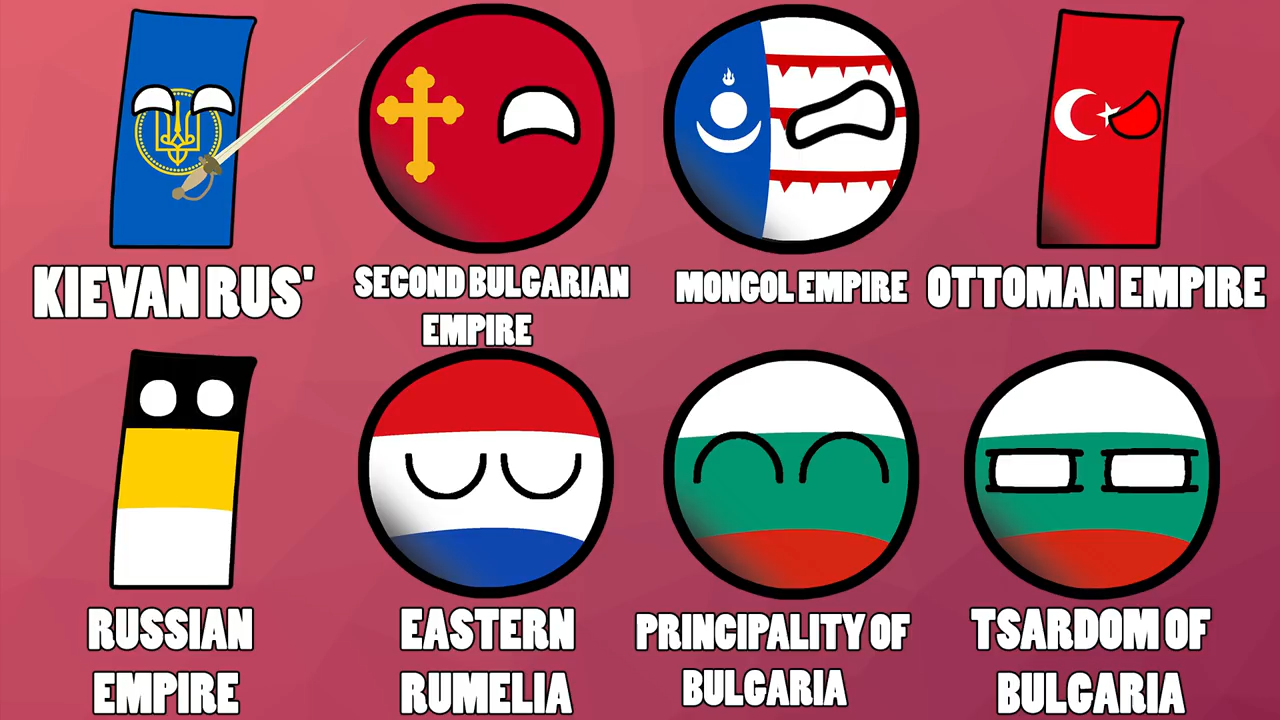 KIEVAN RUS'
SECOND BULGARIAN
EMPIRE
MONGOL EMPIRE
OTTOMAN EMPIRE
RUSSIAN
EMPIRE
EASTERN
RUMELIA
PRINCIPALITY OF
BULGARIA
TSARDOM OF
BULGARIA